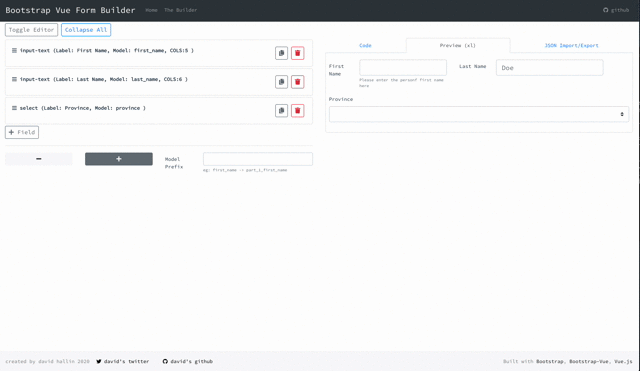 Bootstrap Vue Form Builder
Home
The Builder
github
Toggle Editor
Collapse All
input-text (Label: First Name, Model: first_name, COLS:5 )
input-text (Label: Last Name, Model: last_name, COLS:6 )
select (Label: Province, Model: province )
+ Field
Model
Prefix
eg: first_name -> part_1_first_name
Code
Preview (xl)
JSON Import/Export
First
Name
Please enter the personf first name
here
Last Name
Doe
Province
created by david hallin 2020
david's twitter
david's github
Built with Bootstrap, Bootstrap-Vue, Vue.js